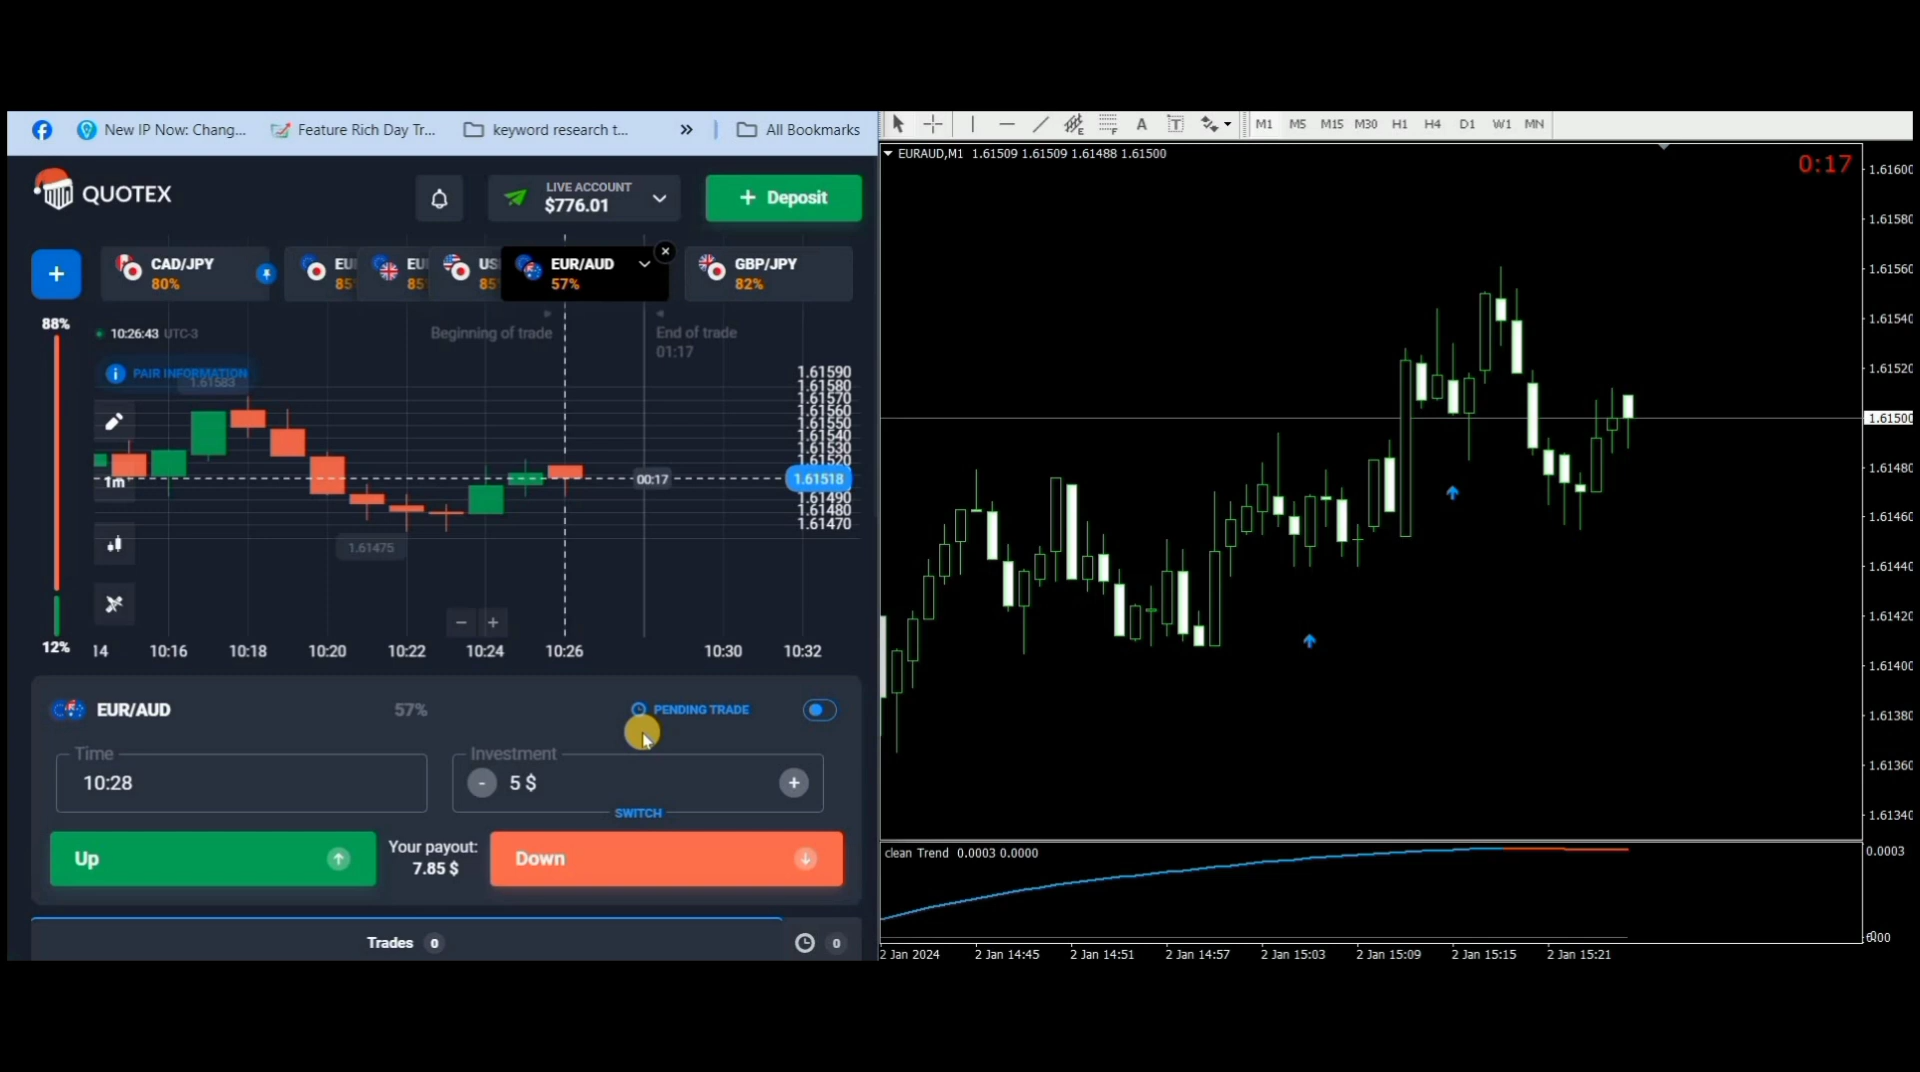 New IP Now: Chang...
Feature Rich Day Tr...
keyword research t...
»
All Bookmarks
QUOTEX
LIVE ACCOUNT
$776.01
+ Deposit
+
CAD/JPY
80%
EU
85
EU
85
US
85
EUR/AUD
57%
GBP/JPY
82%
88%
10:26:43 UTC-3
Beginning of trade
End of trade
01:17
PAIR INFORMATION
1.61583
1.61590
1.61580
1.61570
1.61560
1.61550
1.61540
1.61530
1.61520
1.61518
1.61490
1.61480
1.61470
1m
00:17
1.61475
- +
12%
14 10:16 10:18 10:20 10:22 10:24 10:26 10:30 10:32
EUR/AUD
57%
PENDING TRADE
Time
10:28
Investment
- 5 $ +
SWITCH
Up
Your payout:
7.85 $
Down
Trades 0
0
A T
M1 M5 M15 M30 H1 H4 D1 W1 MN
EURAUD,M1 1.61509 1.61509 1.61488 1.61500
0:17
1.61600
1.61580
1.61560
1.61540
1.61520
1.61500
1.61480
1.61460
1.61440
1.61420
1.61400
1.61380
1.61360
1.61340
clean Trend 0.0003 0.0000
0.0003
2 Jan 2024 2 Jan 14:45 2 Jan 14:51 2 Jan 14:57 2 Jan 15:03 2 Jan 15:09 2 Jan 15:15 2 Jan 15:21